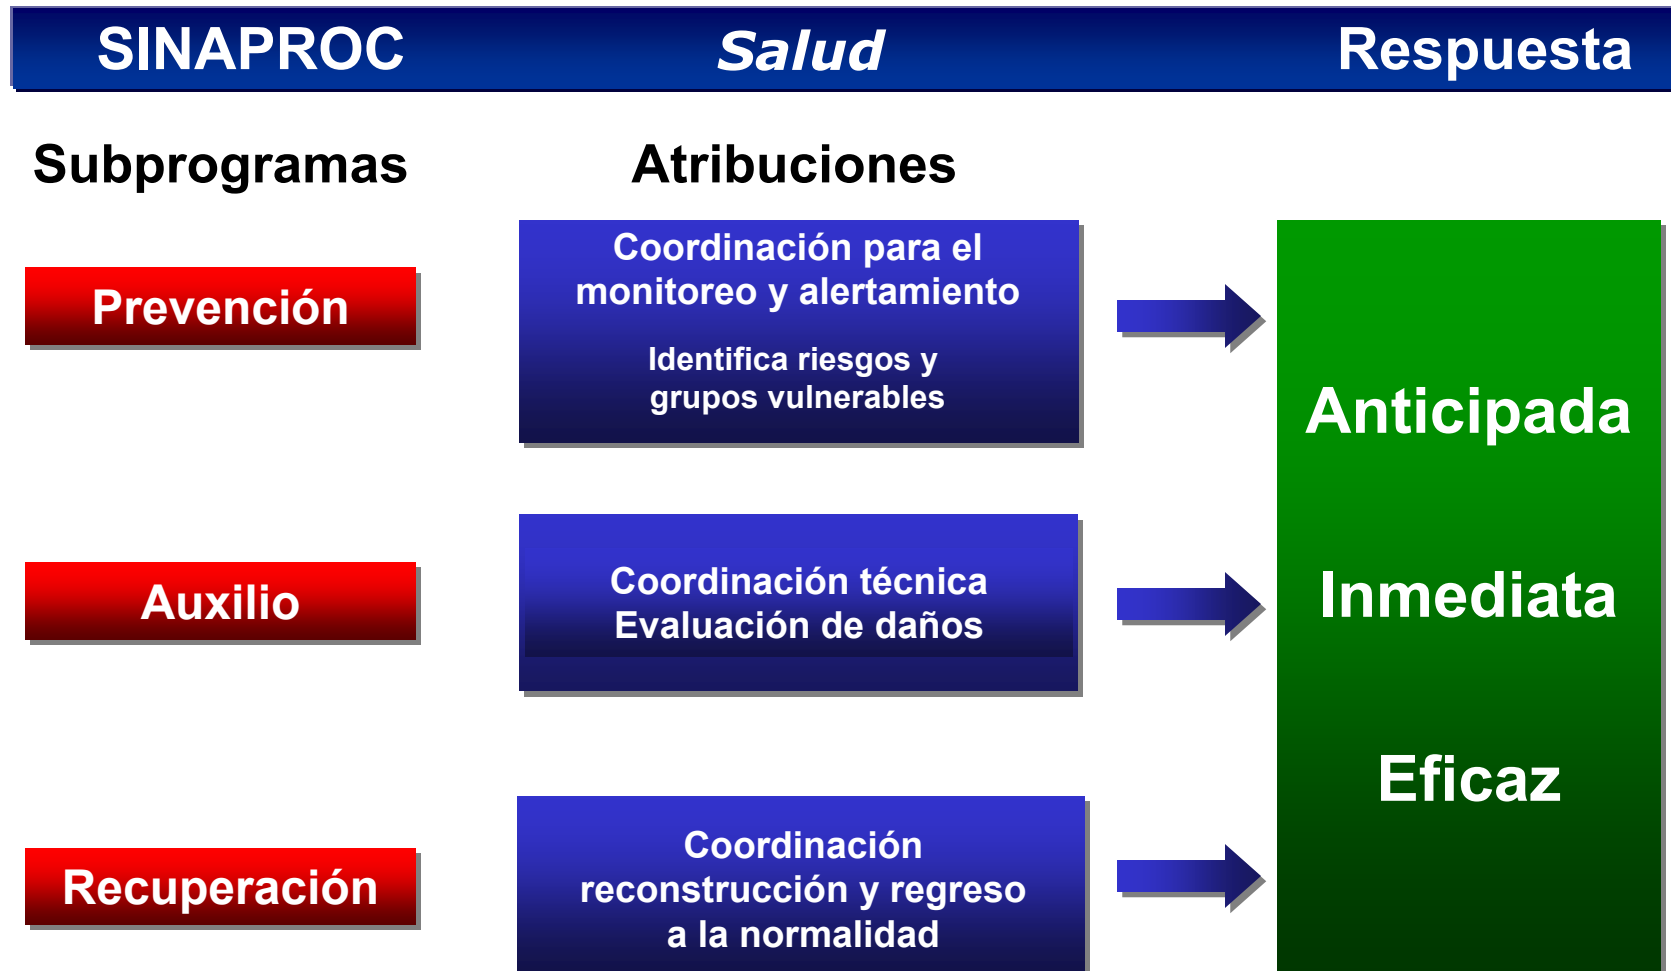 SINAPROC Salud Respuesta
Subprogramas Atribuciones
Prevención
Coordinación para el
monitoreo y alertamiento
Identifica riesgos y
grupos vulnerables
Auxilio
Coordinación técnica
Evaluación de daños
Recuperación
Coordinación
reconstrucción y regreso
a la normalidad
Anticipada
Inmediata
Eficaz